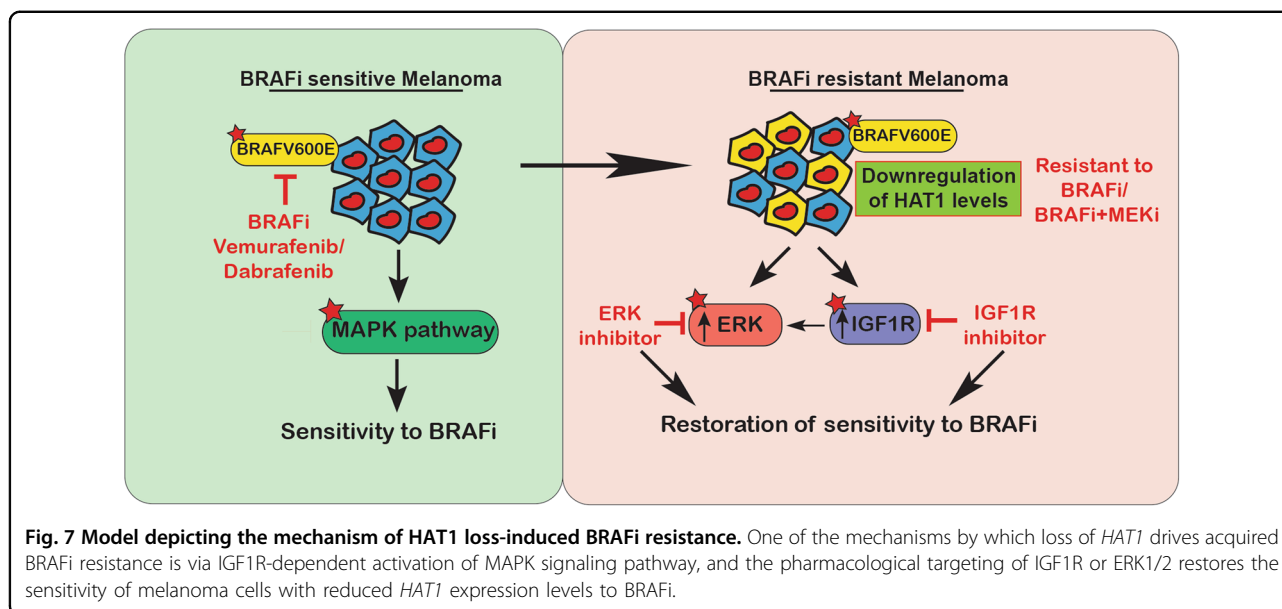 BRAFi sensitive Melanoma
BRAFV600E
BRAFi
Vemurafenib/
Dabrafenib
MAPK pathway
Sensitivity to BRAFi
BRAFi resistant Melanoma
BRAFV600E
Downregulation
of HAT1 levels
Resistant to
BRAFi/
BRAFi+MEKi
ERK
inhibitor
ERK
IGF1R
IGF1R
inhibitor
Restoration of sensitivity to BRAFi
Fig. 7 Model depicting the mechanism of HAT1 loss-induced BRAFi resistance. One of the mechanisms by which loss of HAT1 drives acquired
BRAFi resistance is via IGF1R-dependent activation of MAPK signaling pathway, and the pharmacological targeting of IGF1R or ERK1/2 restores the
sensitivity of melanoma cells with reduced HAT1 expression levels to BRAFi.